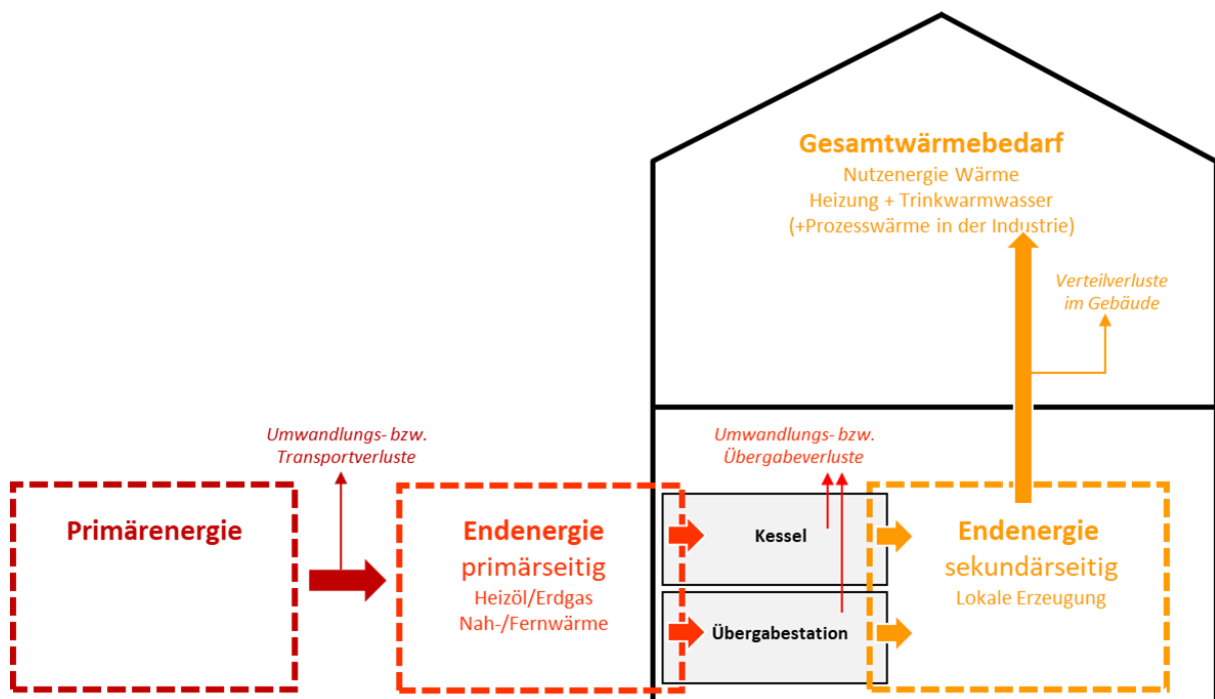 Gesamtwärmebedarf
Nutzenergie Wärme
Heizung + Trinkwarmwasser
(+Prozesswärme in der Industrie)
Verteilverluste
im Gebäude
Umwandlungs- bzw.
Transportverluste
Umwandlungs- bzw.
Übergabeverluste
Primärenergie
Endenergie
primärseitig
Heizöl/Erdgas
Nah-/Fernwärme
Kessel
Übergabestation
Endenergie
sekundärseitig
Lokale Erzeugung